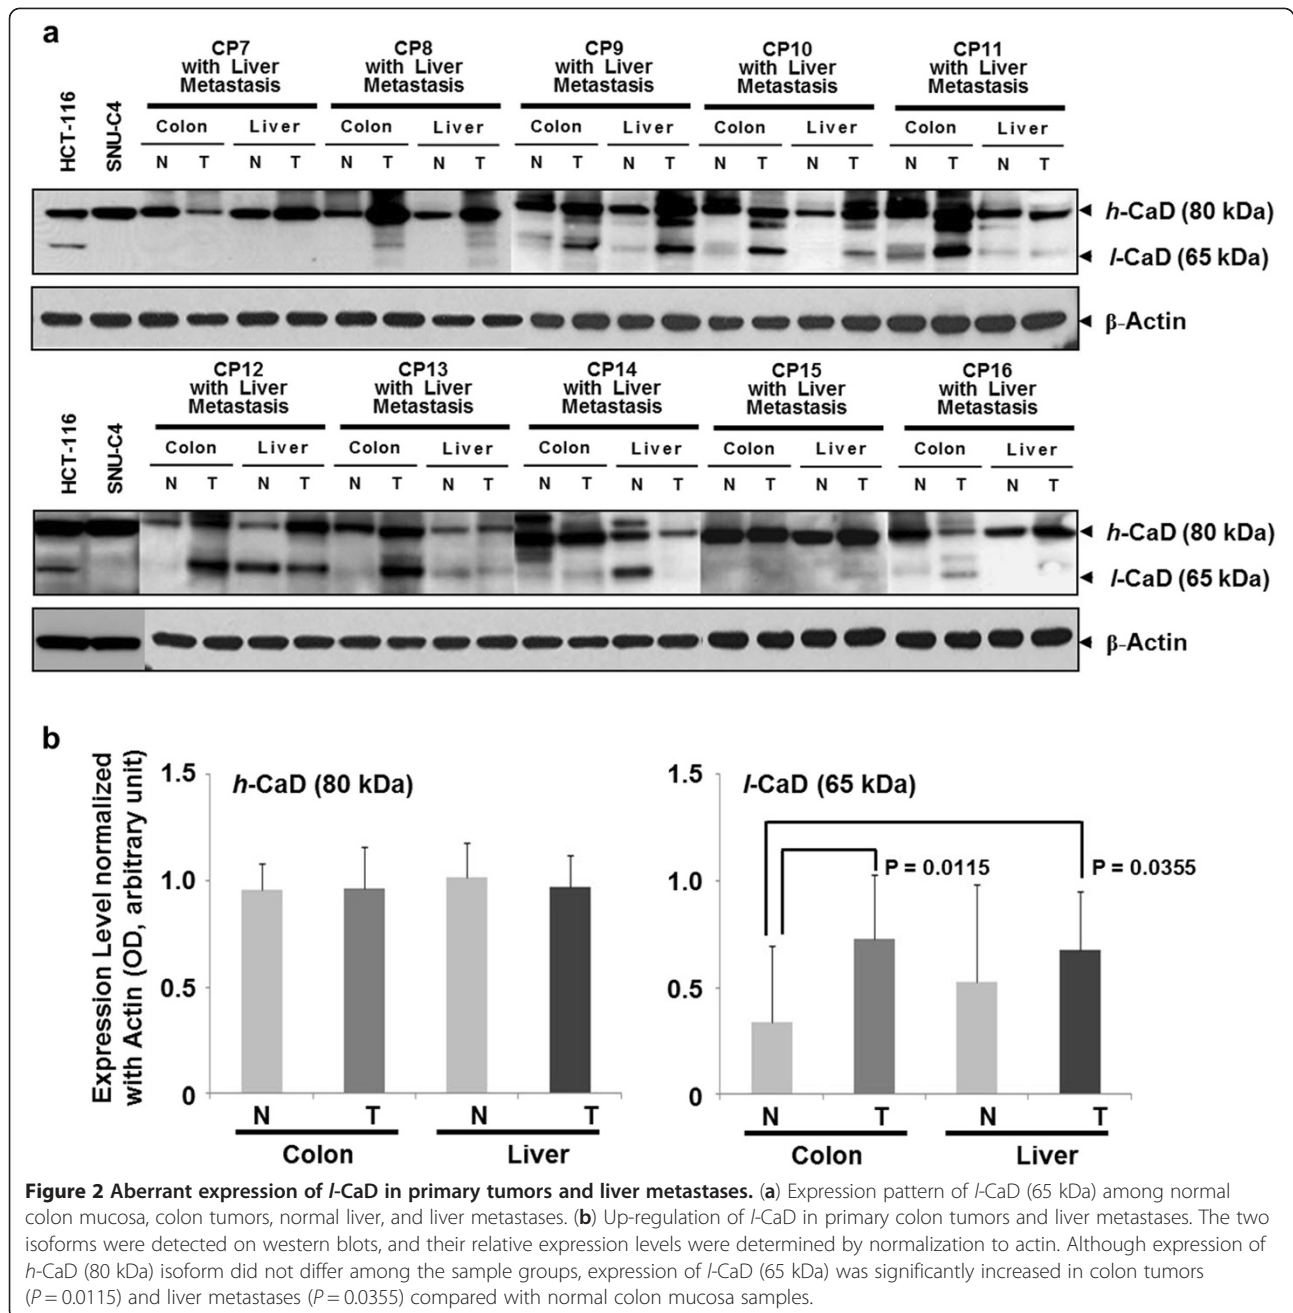 a
CP7 CP8 CP9 CP10 CP11
with Liver with Liver with Liver with Liver with Liver
Metastasis Metastasis Metastasis Metastasis Metastasis
HCT-116 SNU-C4 Colon Liver Colon Liver Colon Liver Colon Liver Colon Liver
N T N T N T N T N T N T N T N T N T N T
h-CaD (80 kDa)
l-CaD (65 kDa)
β-Actin
CP12 CP13 CP14 CP15 CP16
with Liver with Liver with Liver with Liver with Liver
Metastasis Metastasis Metastasis Metastasis Metastasis
HCT-116 SNU-C4 Colon Liver Colon Liver Colon Liver Colon Liver Colon Liver
N T N T N T N T N T N T N T N T N T N T
h-CaD (80 kDa)
l-CaD (65 kDa)
β-Actin
b
Expression Level normalized
with Actin (OD, arbitrary unit)
1.5
h-CaD (80 kDa)
1.0
0.5
0
N T N T
Colon Liver
1.5
l-CaD (65 kDa)
P = 0.0115
P = 0.0355
1.0
0.5
0
N T N T
Colon Liver
Figure 2 Aberrant expression of l-CaD in primary tumors and liver metastases. (a) Expression pattern of l-CaD (65 kDa) among normal
colon mucosa, colon tumors, normal liver, and liver metastases. (b) Up-regulation of l-CaD in primary colon tumors and liver metastases. The two
isoforms were detected on western blots, and their relative expression levels were determined by normalization to actin. Although expression of
h-CaD (80 kDa) isoform did not differ among the sample groups, expression of l-CaD (65 kDa) was significantly increased in colon tumors
(P = 0.0115) and liver metastases (P = 0.0355) compared with normal colon mucosa samples.